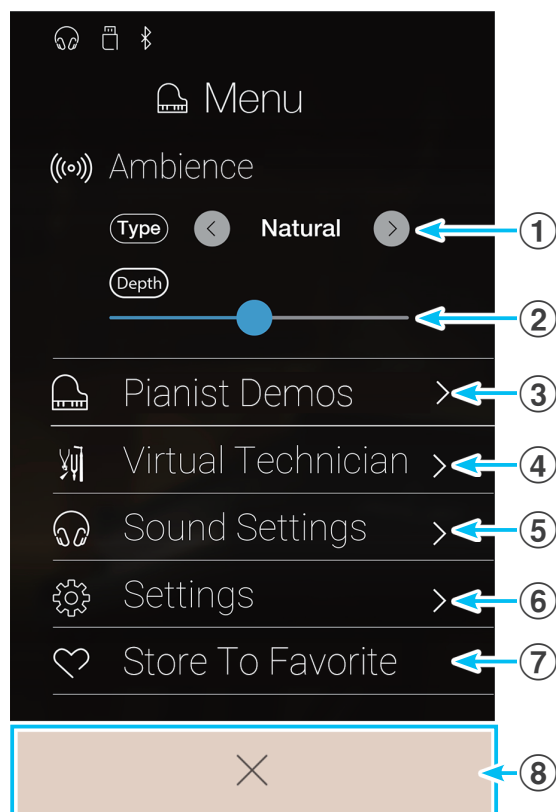 Menu
Ambience
Type < Natural > 1
Depth
2
Pianist Demos > 3
Virtual Technician > 4
Sound Settings > 5
Settings > 6
Store To Favorite 7
8